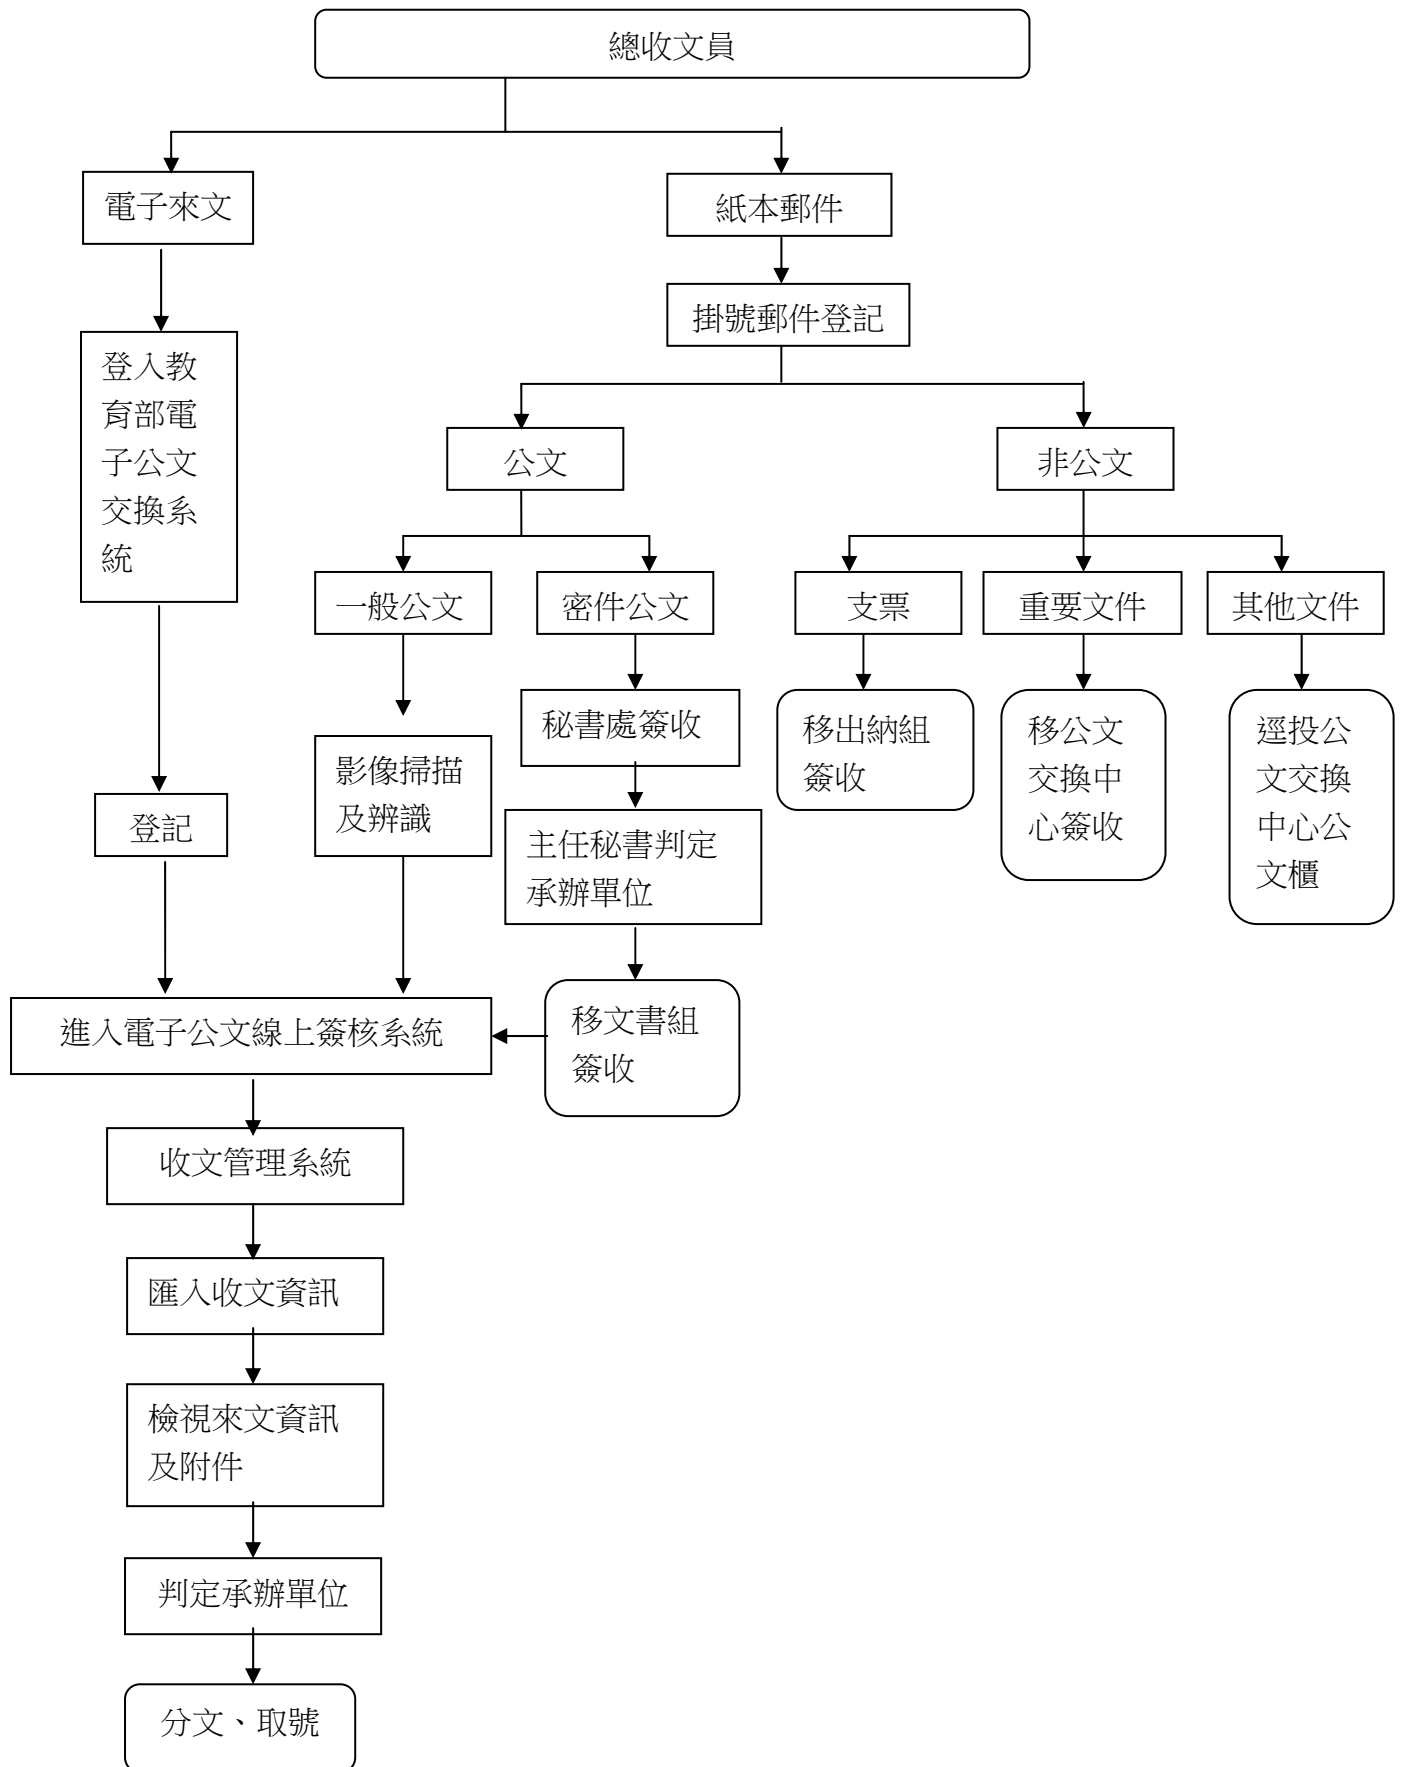 總收文員
電子來文
紙本郵件
掛號郵件登記
登入教
育部電
子公文
交換系
統
公文
非公文
一般公文
密件公文
支票
重要文件
其他文件
秘書處簽收
移出納組
簽收
移公文
交換中
心簽收
逕投公
文交換
中心公
文櫃
影像掃描
及辨識
登記
主任秘書判定
承辦單位
進入電子公文線上簽核系統
移文書組
簽收
收文管理系統
匯入收文資訊
檢視來文資訊
及附件
判定承辦單位
分文、取號